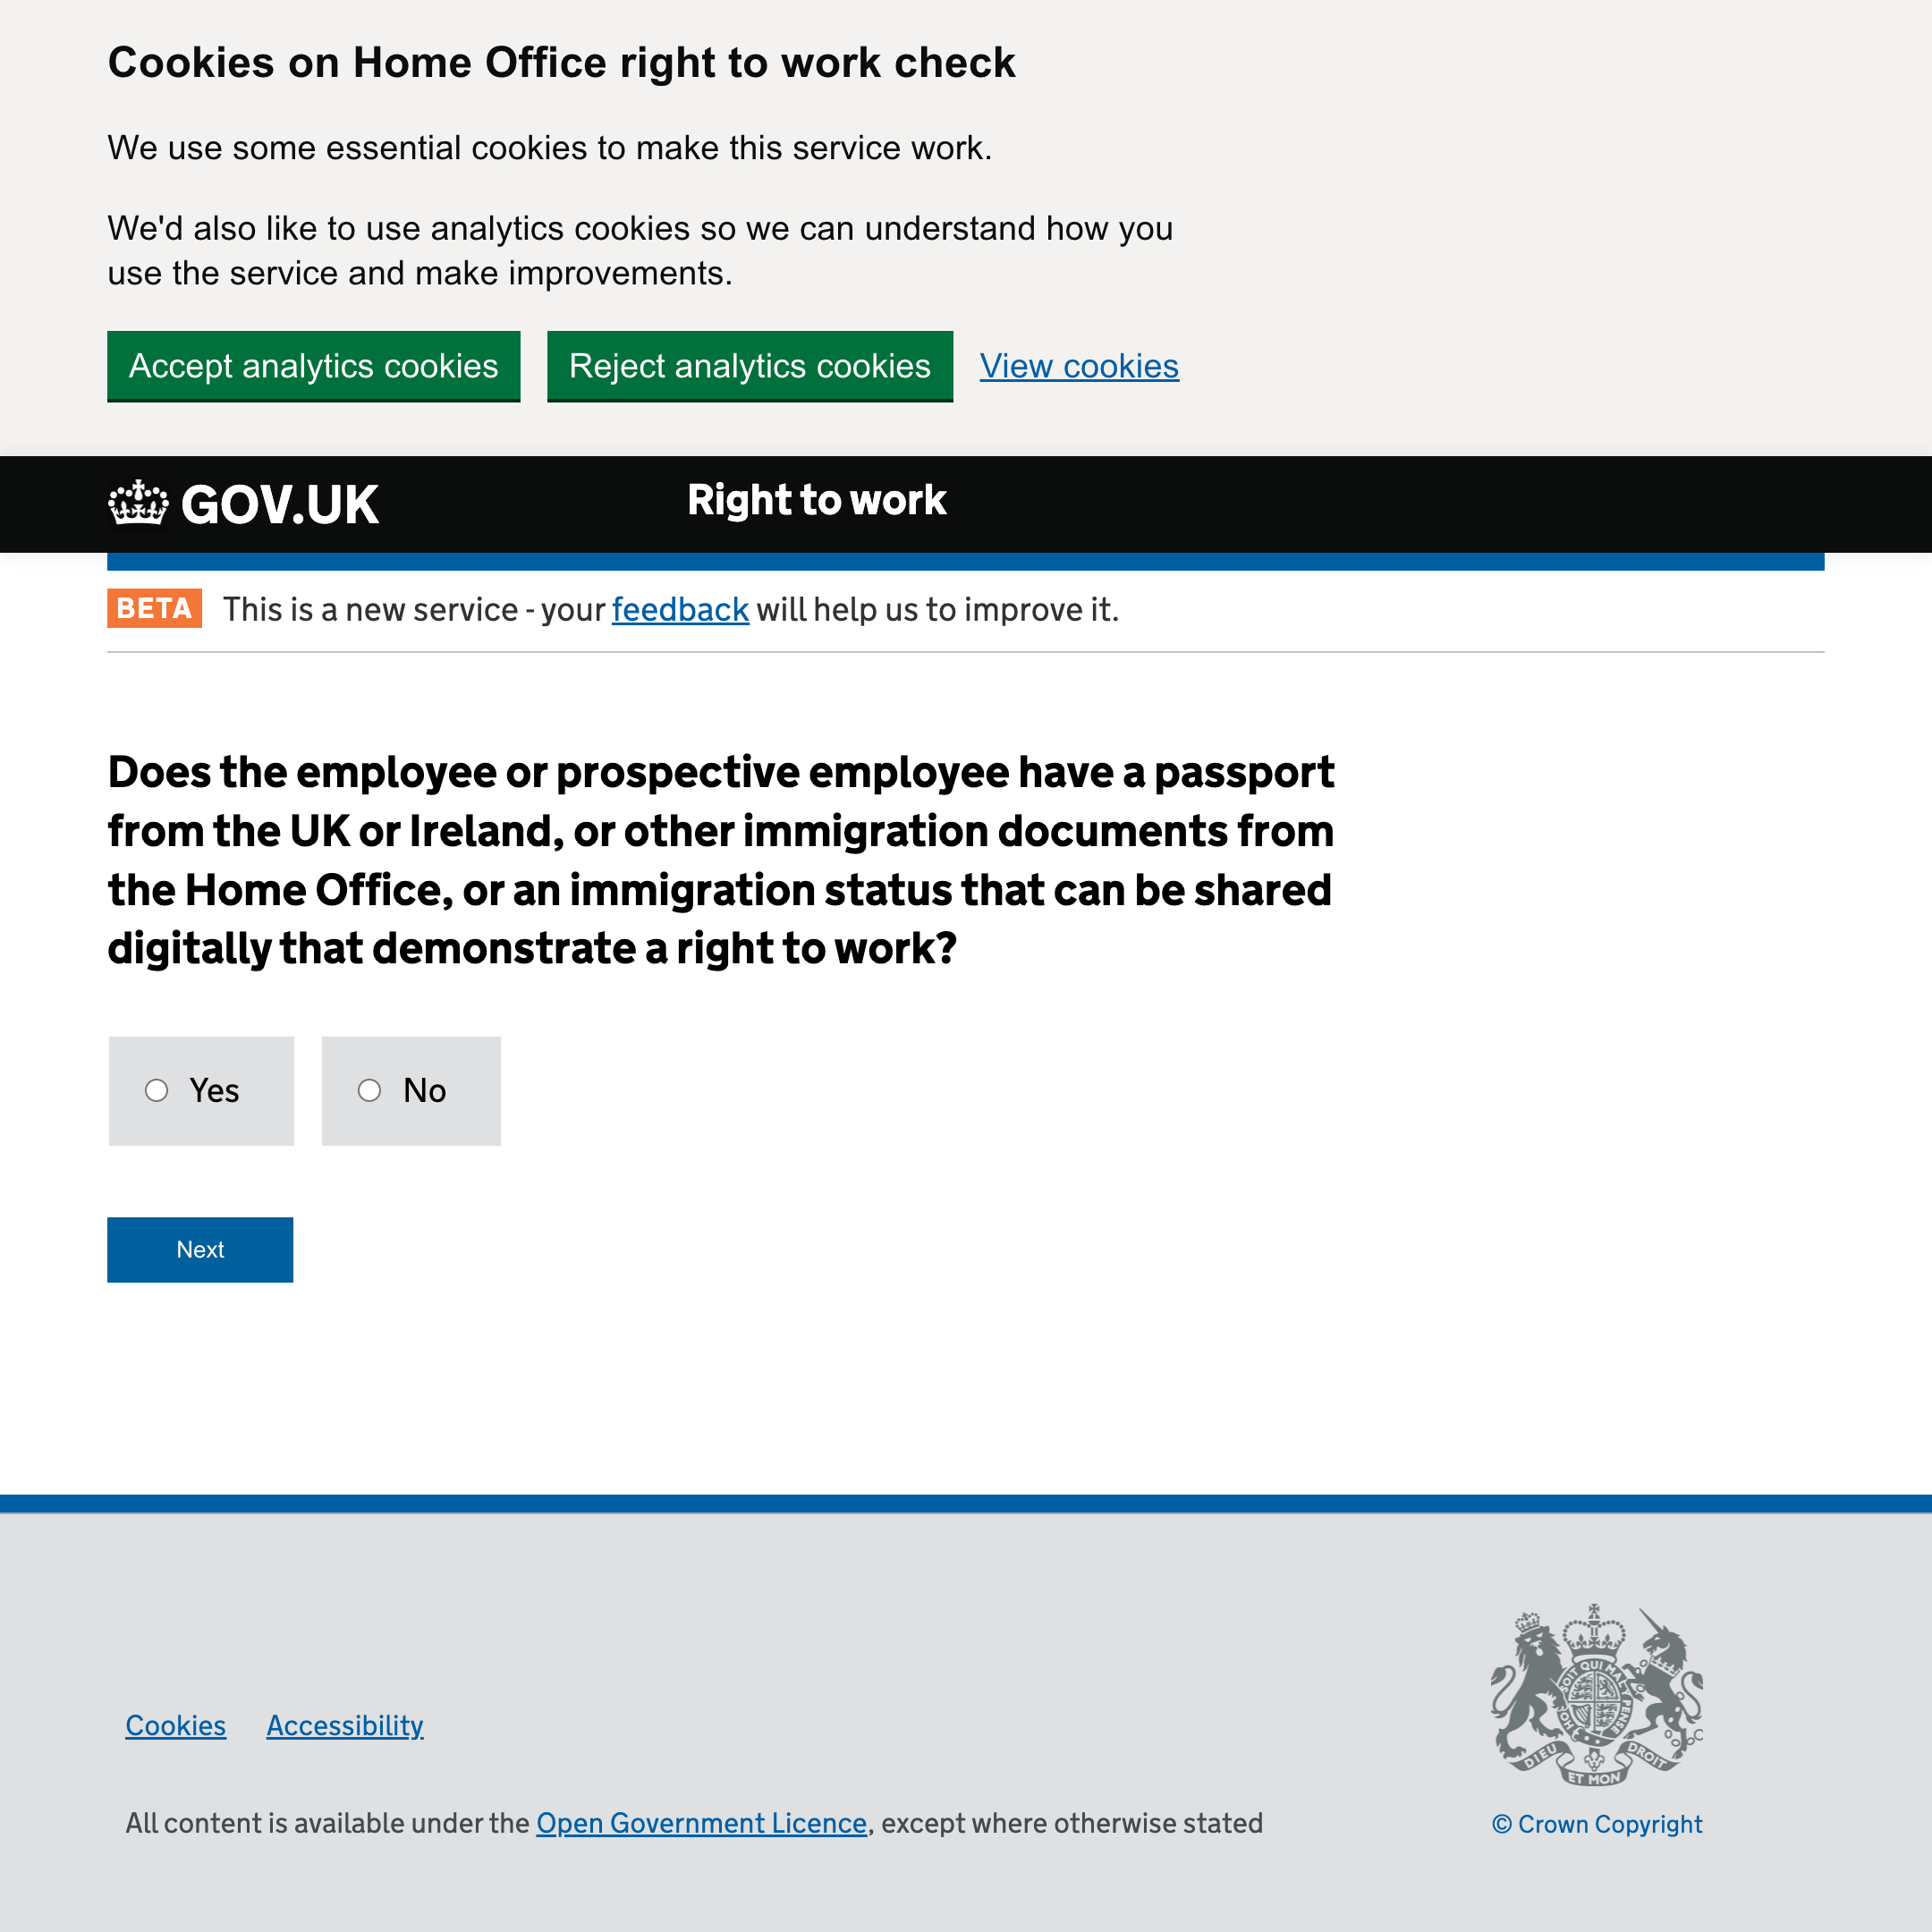 Cookies on Home Office right to work check
We use some essential cookies to make this service work.
We'd also like to use analytics cookies so we can understand how you
use the service and make improvements.
Accept analytics cookies
Reject analytics cookies
View cookies
GOV.UK
Right to work
BETA
This is a new service - your feedback will help us to improve it.
Does the employee or prospective employee have a passport
from the UK or Ireland, or other immigration documents from
the Home Office, or an immigration status that can be shared
digitally that demonstrate a right to work?
Yes
No
Next
Cookies
Accessibility
All content is available under the Open Government Licence, except where otherwise stated
DIEU
ET MON
DROIT
© Crown Copyright